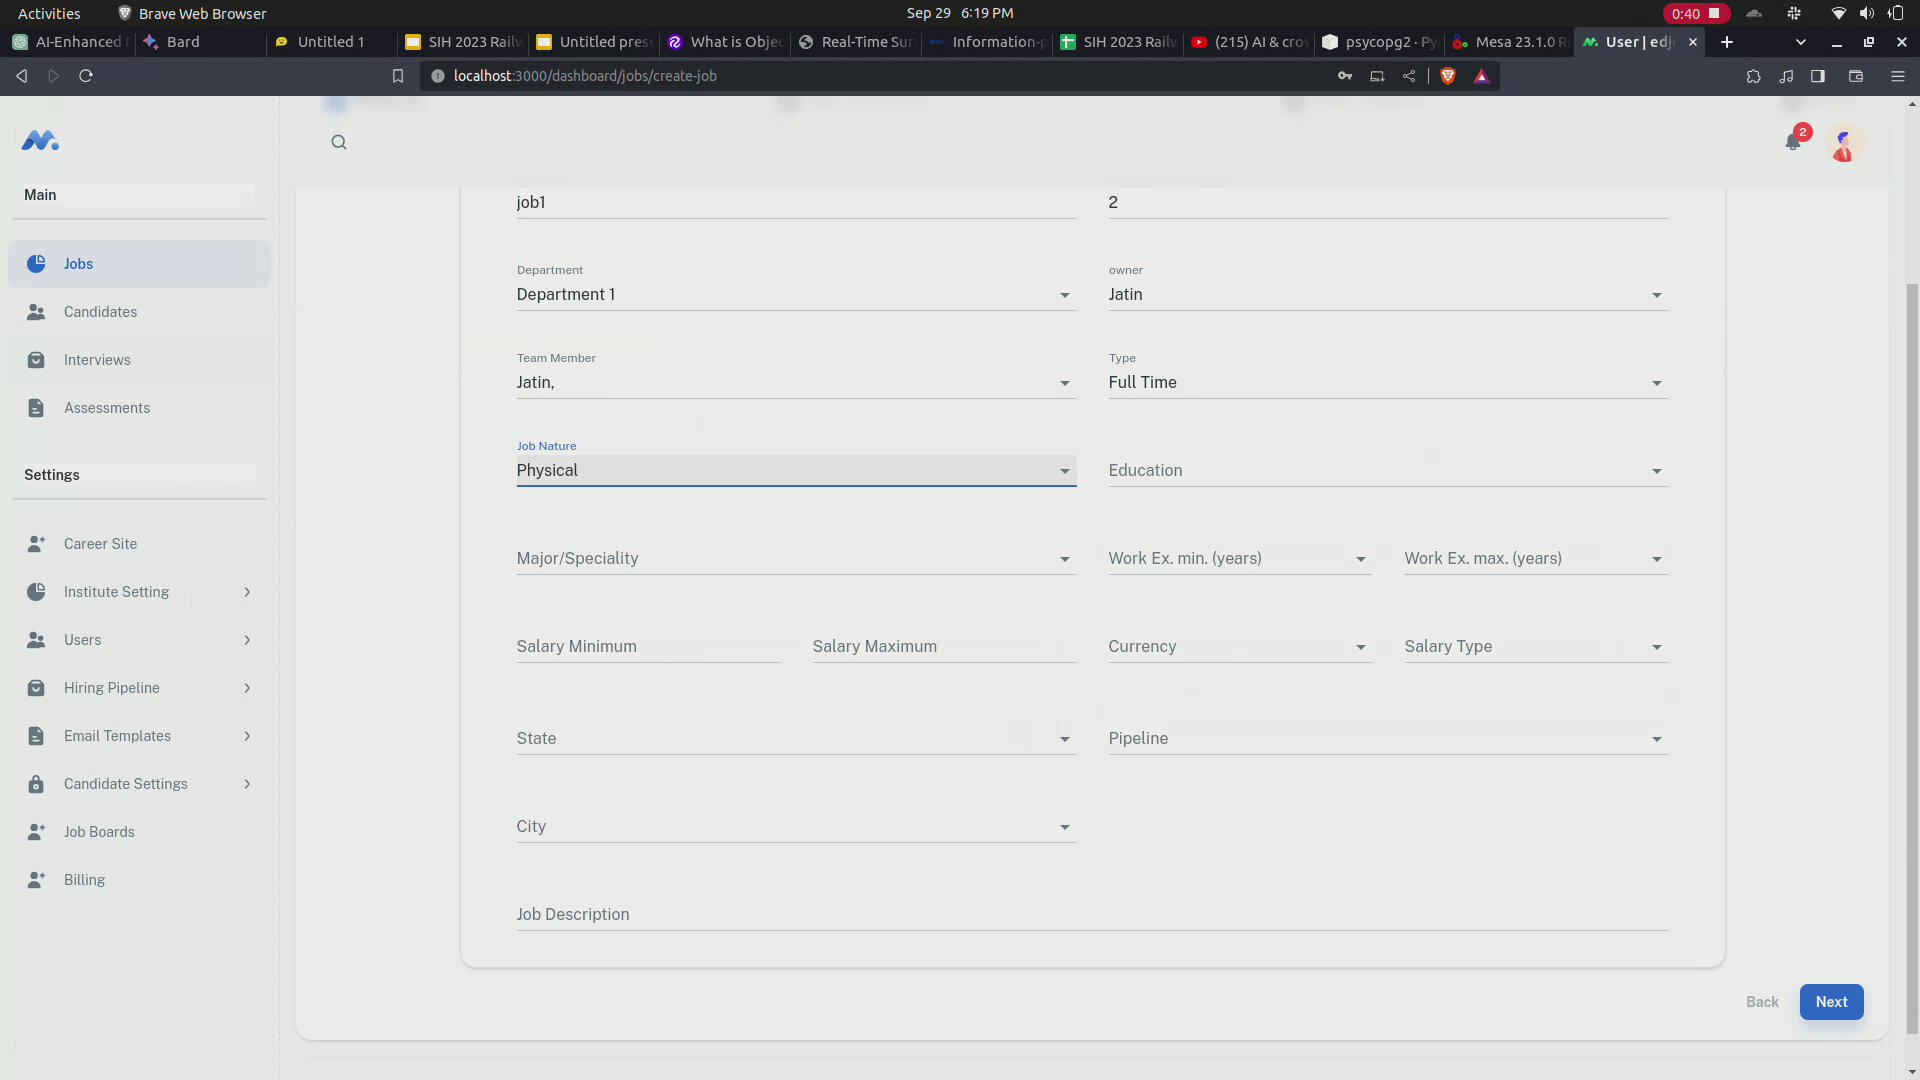 Activities
Brave Web Browser
Sep 29 6:19 PM
0:40
AI-Enhanced
Bard
Untitled 1
SIH 2023 Railw
Untitled prese
What is Objec
Real-Time Sur
Information-p
SIH 2023 Railw
(215) AI & crow
psycopg2 · Py
Mesa 23.1.0 R
User | edj
localhost:3000/dashboard/jobs/create-job
2
Main
Jobs
Candidates
Interviews
Assessments
Settings
Career Site
Institute Setting
Users
Hiring Pipeline
Email Templates
Candidate Settings
Job Boards
Billing
job1
2
Department
Department 1
owner
Jatin
Team Member
Jatin,
Type
Full Time
Job Nature
Physical
Education
Major/Speciality
Work Ex. min. (years)
Work Ex. max. (years)
Salary Minimum
Salary Maximum
Currency
Salary Type
State
Pipeline
City
Job Description
Back
Next